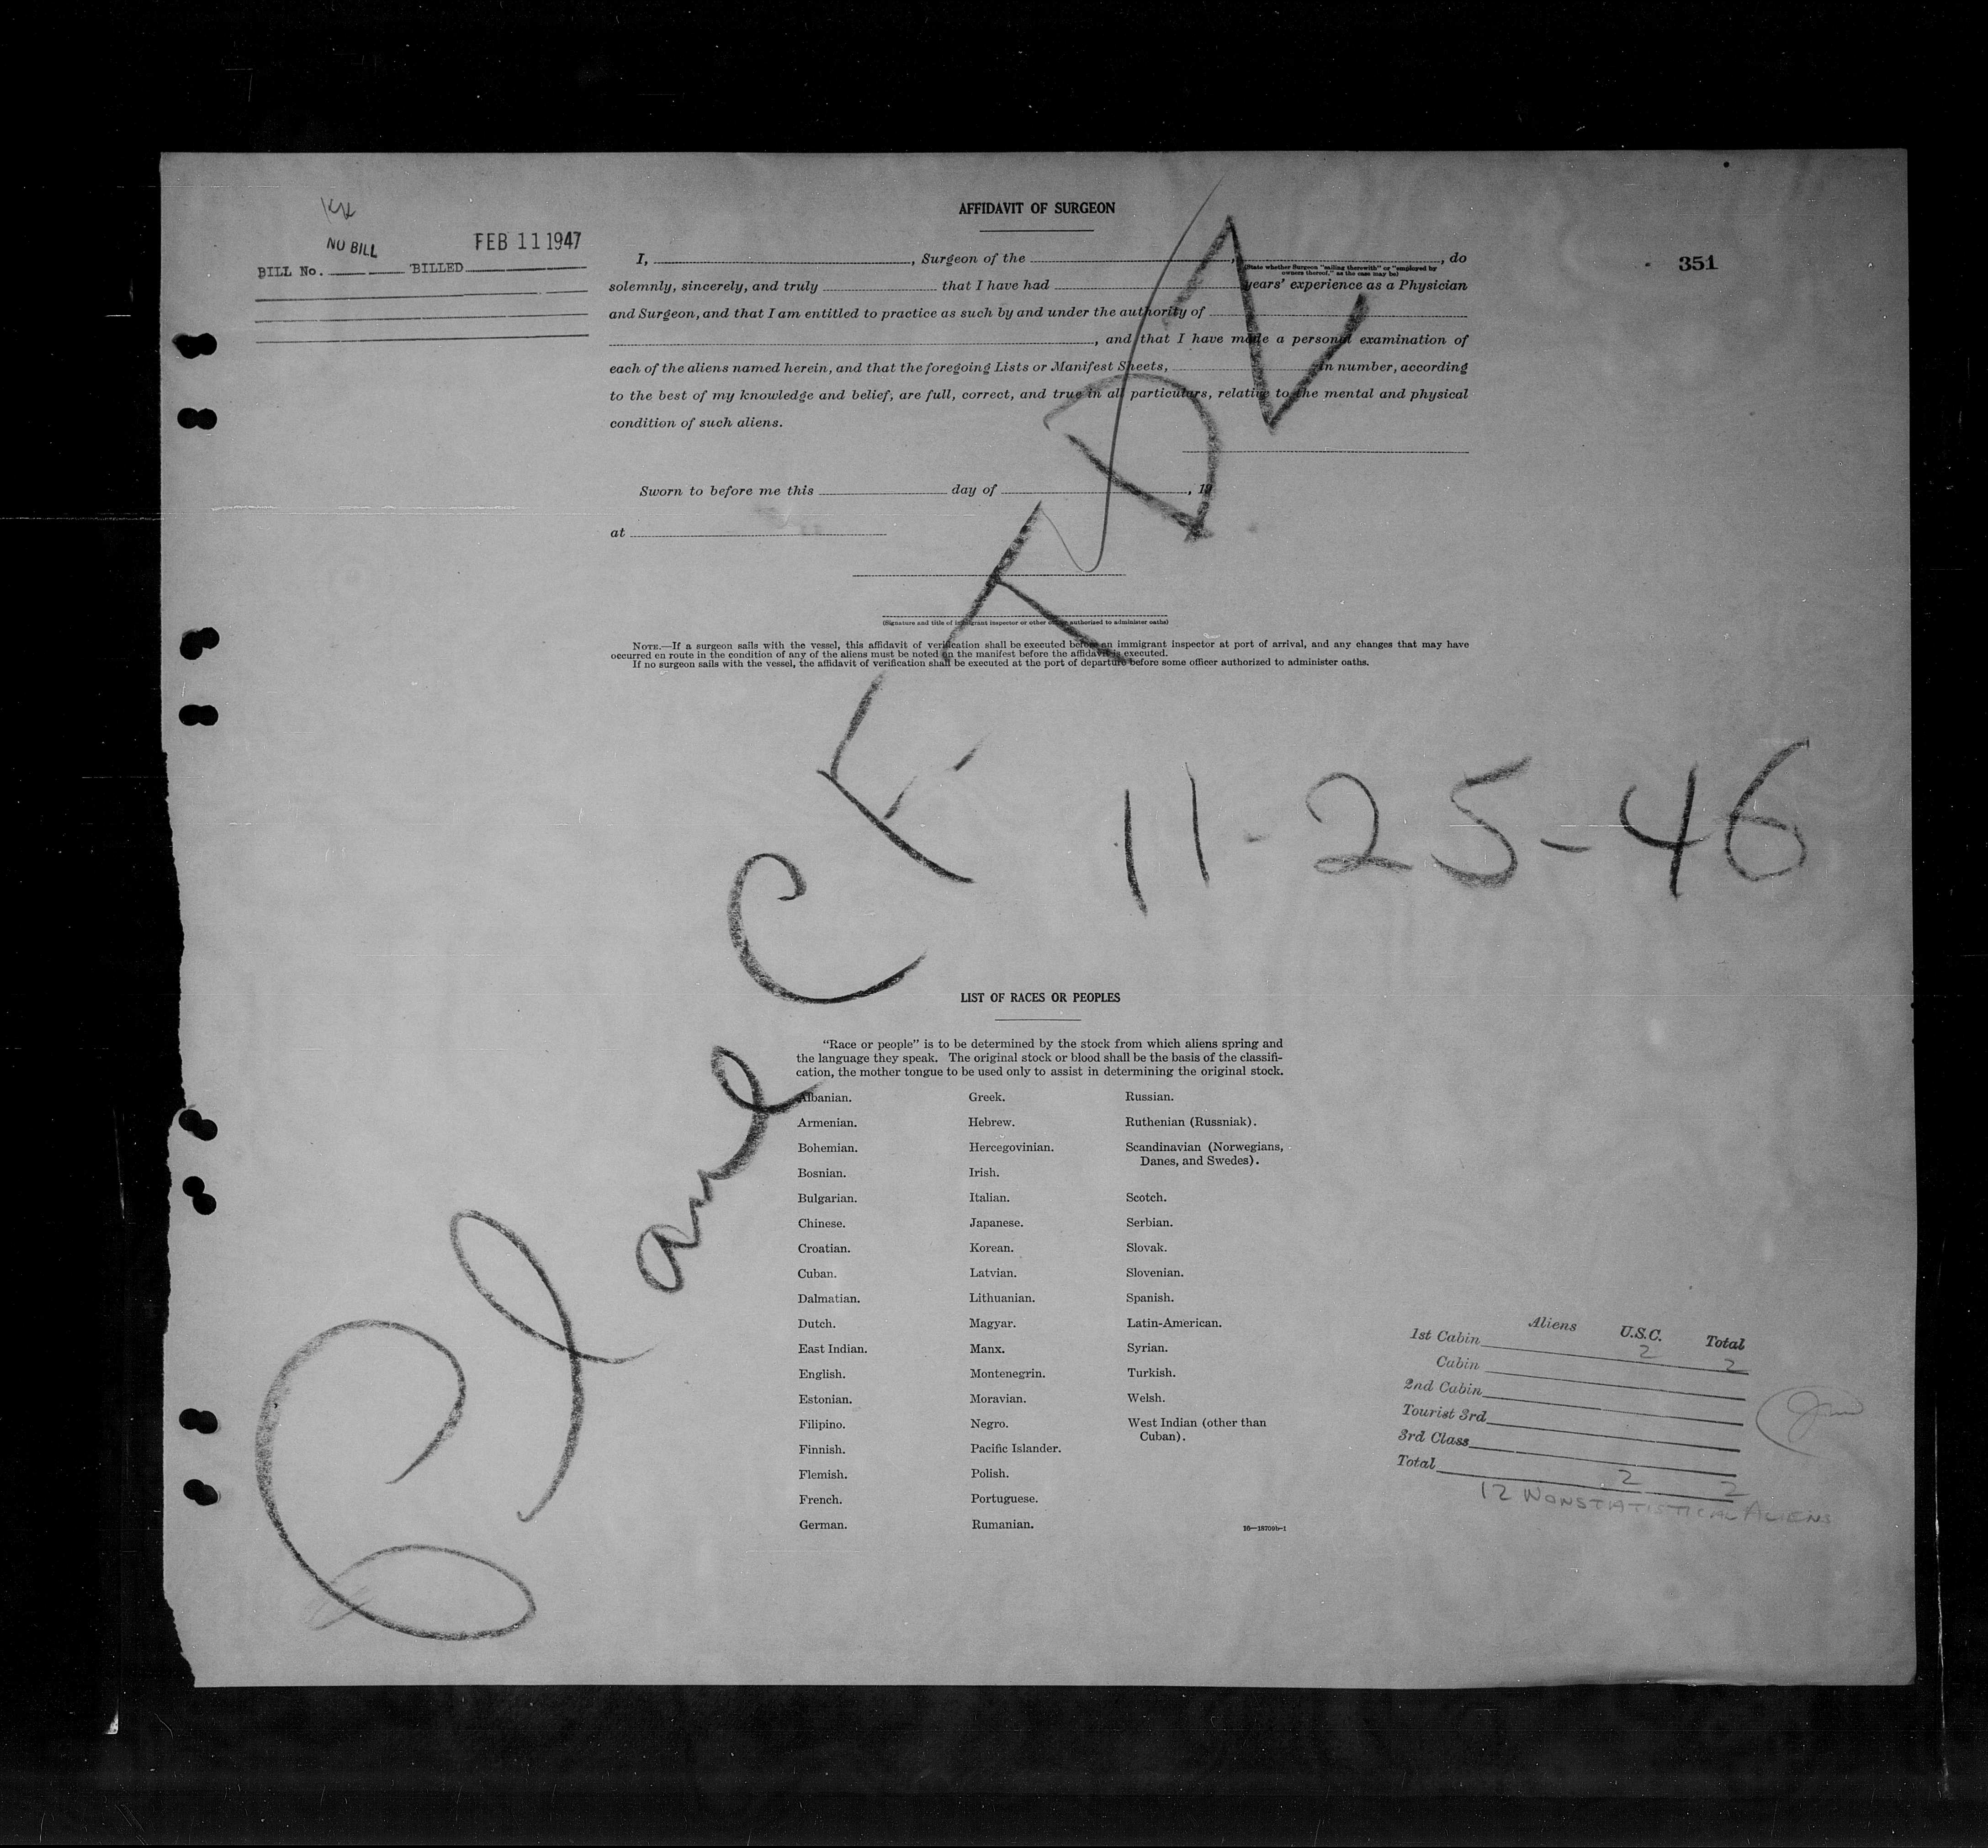 KK
NO BILL
FEB 11 1947
BILL No. BILLED
351
AFFIDAVIT OF SURGEON
I, , Surgeon of the , , do
(State whether Surgeon "sailing therewith" or "employed by
owners thereof," as the case may be)
solemnly, sincerely, and truly that I have had years' experience as a Physician
and Surgeon, and that I am entitled to practice as such by and under the authority of
, and that I have made a personal examination of
each of the aliens named herein, and that the foregoing Lists or Manifest Sheets, in number, according
to the best of my knowledge and belief, are full, correct, and true in all particulars, relative to the mental and physical
condition of such aliens.
Sworn to before me this day of , 19
at
(Signature and title of immigrant inspector or other officer authorized to administer oaths)
NOTE.—If a surgeon sails with the vessel, this affidavit of verification shall be executed before an immigrant inspector at port of arrival, and any changes that may have
occurred en route in the condition of any of the aliens must be noted on the manifest before the affidavit is executed.
If no surgeon sails with the vessel, the affidavit of verification shall be executed at the port of departure before some officer authorized to administer oaths.
11-25-46
LIST OF RACES OR PEOPLES
"Race or people" is to be determined by the stock from which aliens spring and
the language they speak. The original stock or blood shall be the basis of the classifi-
cation, the mother tongue to be used only to assist in determining the original stock.
Albanian.
Armenian.
Bohemian.
Bosnian.
Bulgarian.
Chinese.
Croatian.
Cuban.
Dalmatian.
Dutch.
East Indian.
English.
Estonian.
Filipino.
Finnish.
Flemish.
French.
German.
Greek.
Hebrew.
Hercegovinian.
Irish.
Italian.
Japanese.
Korean.
Latvian.
Lithuanian.
Magyar.
Manx.
Montenegrin.
Moravian.
Negro.
Pacific Islander.
Polish.
Portuguese.
Rumanian.
Russian.
Ruthenian (Russniak).
Scandinavian (Norwegians,
Danes, and Swedes).
Scotch.
Serbian.
Slovak.
Slovenian.
Spanish.
Latin-American.
Syrian.
Turkish.
Welsh.
West Indian (other than
Cuban).
16—18709b-1
Aliens U.S.C. Total
1st Cabin 2 2
Cabin
2nd Cabin
Tourist 3rd
3rd Class
Total 2 2
12 NONSTATISTICAL ALIENS